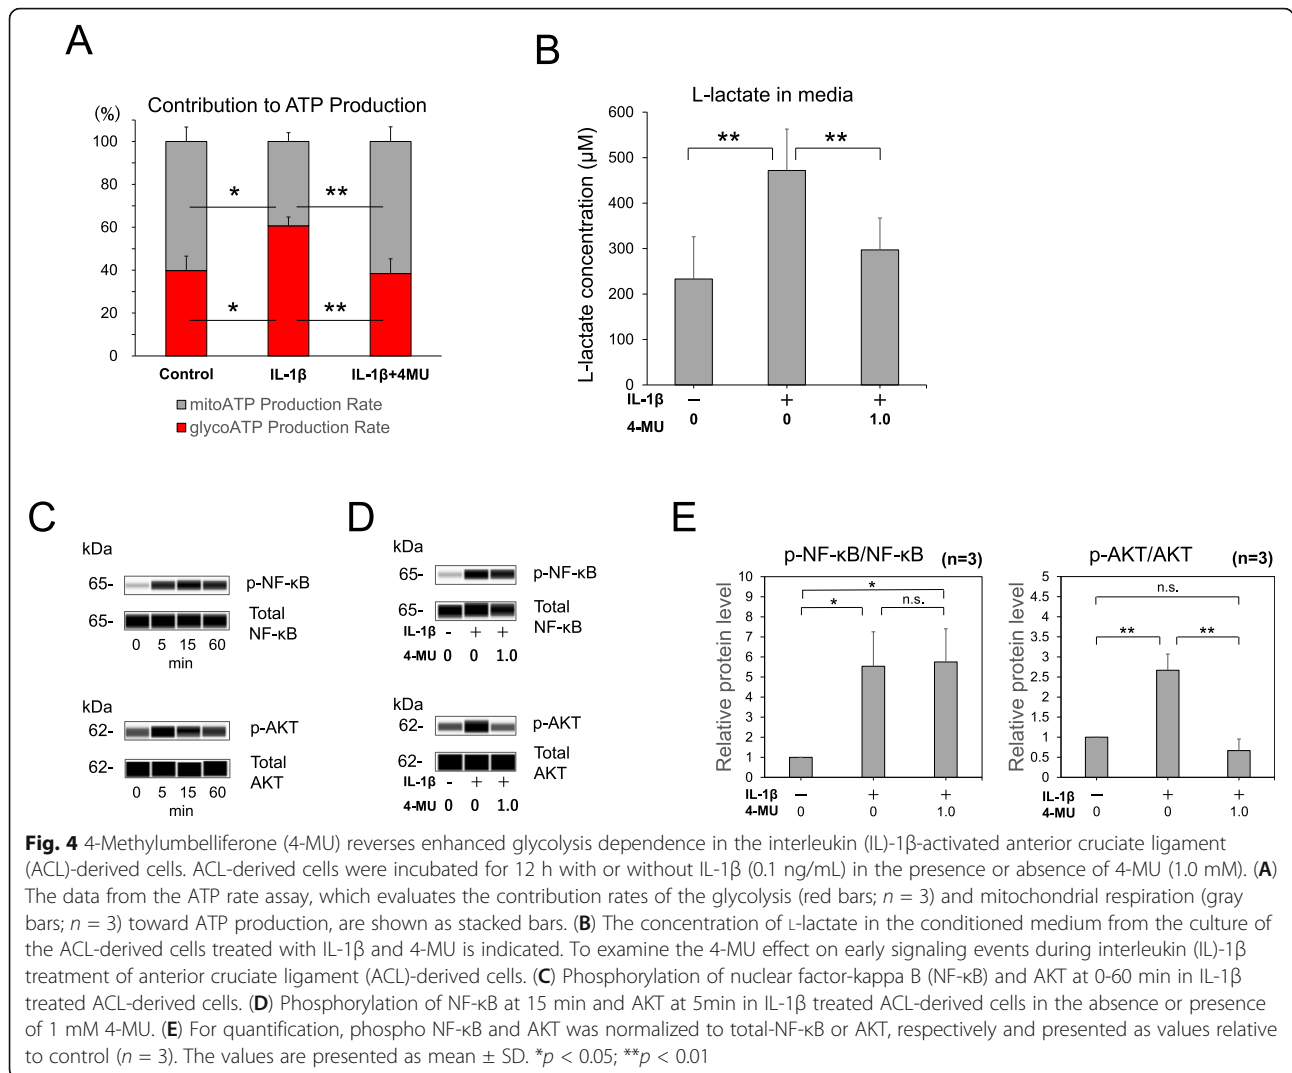 A
Contribution to ATP Production
(%)
100
80
60
40
20
0
*
**
*
**
Control IL-1β IL-1β+4MU
mitoATP Production Rate
glycoATP Production Rate
B
L-lactate in media
L-lactate concentration (µM)
600
500
400
300
200
100
0
**
**
IL-1β − + +
4-MU 0 0 1.0
C
kDa
65- p-NF-κB
65- Total
NF-κB
0 5 15 60
min
kDa
62- p-AKT
62- Total
AKT
0 5 15 60
min
D
kDa
65- p-NF-κB
65- Total
NF-κB
IL-1β - + +
4-MU 0 0 1.0
kDa
62- p-AKT
62- Total
AKT
IL-1β - + +
4-MU 0 0 1.0
E
p-NF-κB/NF-κB (n=3)
Relative protein level
10
9
8
7
6
5
4
3
2
1
0
*
*
n.s.
IL-1β − + +
4-MU 0 0 1.0
p-AKT/AKT (n=3)
Relative protein level
5
4.5
4
3.5
3
2.5
2
1.5
1
0.5
0
n.s.
**
**
IL-1β − + +
4-MU 0 0 1.0
Fig. 4 4-Methylumbelliferone (4-MU) reverses enhanced glycolysis dependence in the interleukin (IL)-1β-activated anterior cruciate ligament
(ACL)-derived cells. ACL-derived cells were incubated for 12 h with or without IL-1β (0.1 ng/mL) in the presence or absence of 4-MU (1.0 mM). (A)
The data from the ATP rate assay, which evaluates the contribution rates of the glycolysis (red bars; n = 3) and mitochondrial respiration (gray
bars; n = 3) toward ATP production, are shown as stacked bars. (B) The concentration of L-lactate in the conditioned medium from the culture of
the ACL-derived cells treated with IL-1β and 4-MU is indicated. To examine the 4-MU effect on early signaling events during interleukin (IL)-1β
treatment of anterior cruciate ligament (ACL)-derived cells. (C) Phosphorylation of nuclear factor-kappa B (NF-κB) and AKT at 0-60 min in IL-1β
treated ACL-derived cells. (D) Phosphorylation of NF-κB at 15 min and AKT at 5min in IL-1β treated ACL-derived cells in the absence or presence
of 1 mM 4-MU. (E) For quantification, phospho NF-κB and AKT was normalized to total-NF-κB or AKT, respectively and presented as values relative
to control (n = 3). The values are presented as mean ± SD. *p < 0.05; **p < 0.01